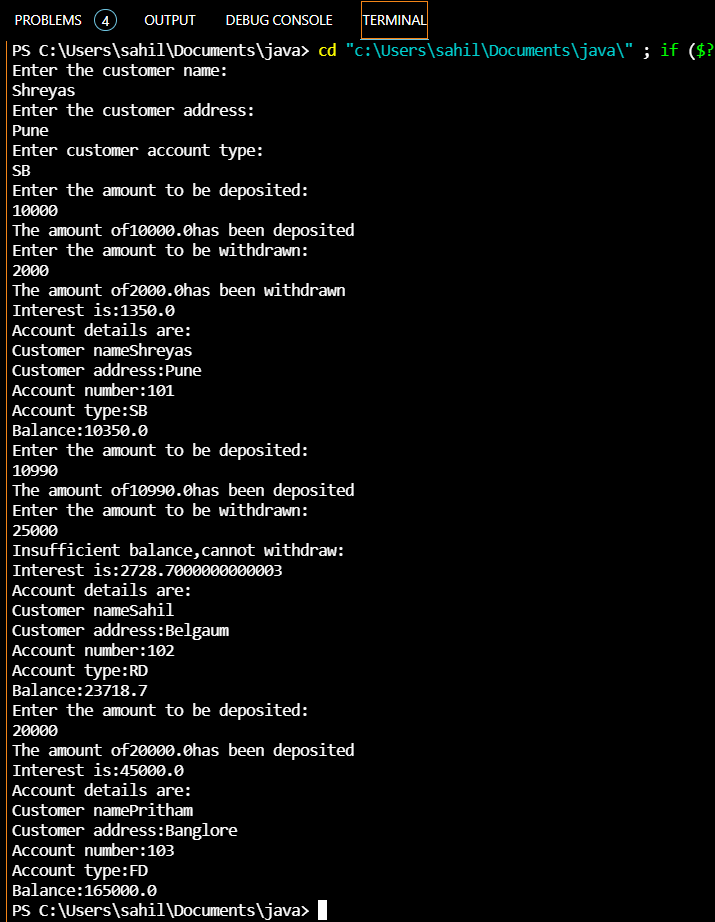 PROBLEMS 4 OUTPUT DEBUG CONSOLE TERMINAL
PS C:\Users\sahil\Documents\java> cd "c:\Users\sahil\Documents\java\" ; if ($?
Enter the customer name:
Shreyas
Enter the customer address:
Pune
Enter customer account type:
SB
Enter the amount to be deposited:
10000
The amount of10000.0has been deposited
Enter the amount to be withdrawn:
2000
The amount of2000.0has been withdrawn
Interest is:1350.0
Account details are:
Customer nameShreyas
Customer address:Pune
Account number:101
Account type:SB
Balance:10350.0
Enter the amount to be deposited:
10990
The amount of10990.0has been deposited
Enter the amount to be withdrawn:
25000
Insufficient balance,cannot withdraw:
Interest is:2728.7000000000003
Account details are:
Customer nameSahil
Customer address:Belgaum
Account number:102
Account type:RD
Balance:23718.7
Enter the amount to be deposited:
20000
The amount of20000.0has been deposited
Interest is:45000.0
Account details are:
Customer namePritham
Customer address:Banglore
Account number:103
Account type:FD
Balance:165000.0
PS C:\Users\sahil\Documents\java>